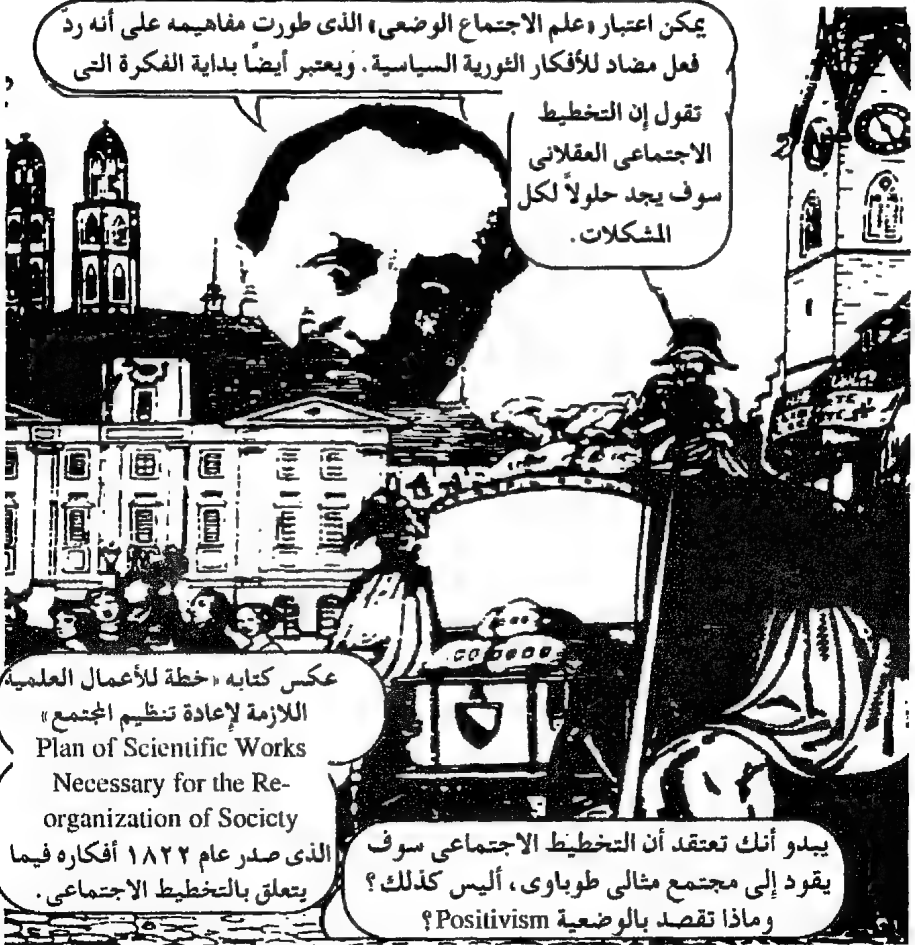 يمكن اعتبار «علم الاجتماع الوضعى» الذى طورت مفاهيمه على أنه رد
فعل مضاد للأفكار الثورية السياسية. ويعتبر أيضًا بداية الفكرة التى
تقول إن التخطيط
الاجتماعى العقلانى
سوف يجد حلولاً لكل
المشكلات.
عكس كتابه «خطة للأعمال العلمية
اللازمة لإعادة تنظيم المجتمع»
Plan of Scientific Works
Necessary for the Re-
organization of Society
الذى صدر عام ١٨٢٢ أفكاره فيما
يتعلق بالتخطيط الاجتماعى.
يبدو أنك تعتقد أن التخطيط الاجتماعى سوف
يقود إلى مجتمع مثالى طوباوى، أليس كذلك؟
وماذا تقصد بالوضعية Positivism؟